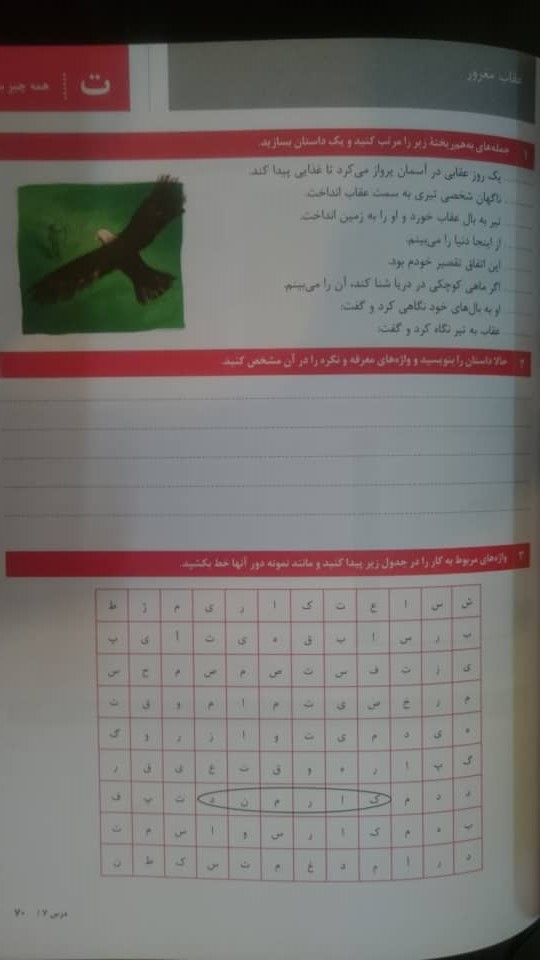 عقاب مغرور
ت
همه چیز
۱ جمله‌های به‌هم‌ریختهٔ زیر را مرتب کنید و یک داستان بسازید.
یک روز عقابی در آسمان پرواز می‌کرد تا غذایی پیدا کند.
ناگهان شخصی تیری به سمت عقاب انداخت.
تیر به بال عقاب خورد و او را به زمین انداخت.
از اینجا دنیا را می‌بینم.
این اتفاق تقصیر خودم بود.
اگر ماهی کوچکی در دریا شنا کند، آن را می‌بینم.
او به بال‌های خود نگاهی کرد و گفت:
عقاب به تیر نگاه کرد و گفت:
۲ حالا داستان را بنویسید و واژه‌های معرفه و نکره را در آن مشخص کنید.
۳ واژه‌های مربوط به کار را در جدول زیر پیدا کنید و مانند نمونه دور آنها خط بکشید.
ش س ا ع ت ک ا ر ی م ژ ط
ب ر س ا ب ق ه ی ت آ ی پ
ی ز ت ف س ت ص م ص م ح س
م ر خ ص ی ت م ا م و ق ت
ه ی د م ی ت و ا ز ر و گ
گ پ ا ر ه و ق ت غ ی ق ر
د د م ک ا ر م ن د ت پ ف
پ ه م ک ا ر س و ا س م ت
د ر آ م د غ م ت س ک ط ن
درس ۷ / ۷۰